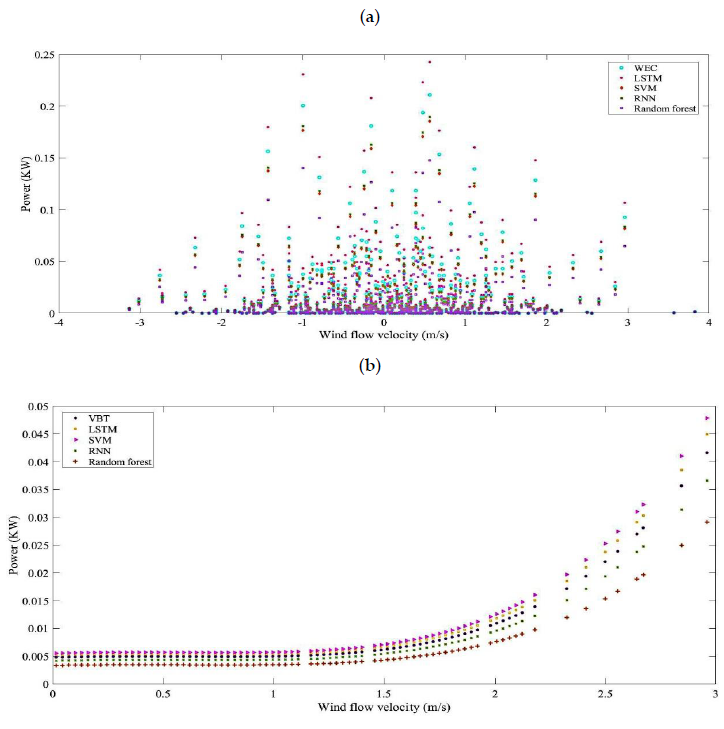 (a)
0.25
0.2
0.15
0.1
0.05
0
Power (KW)
WEC
LSTM
SVM
RNN
Random forest
-4 -3 -2 -1 0 1 2 3 4
Wind flow velocity (m/s)
(b)
0.05
0.045
0.04
0.035
0.03
0.025
0.02
0.015
0.01
0.005
0
Power (KW)
VBT
LSTM
SVM
RNN
Random forest
0 0.5 1 1.5 2 2.5 3
Wind flow velocity (m/s)